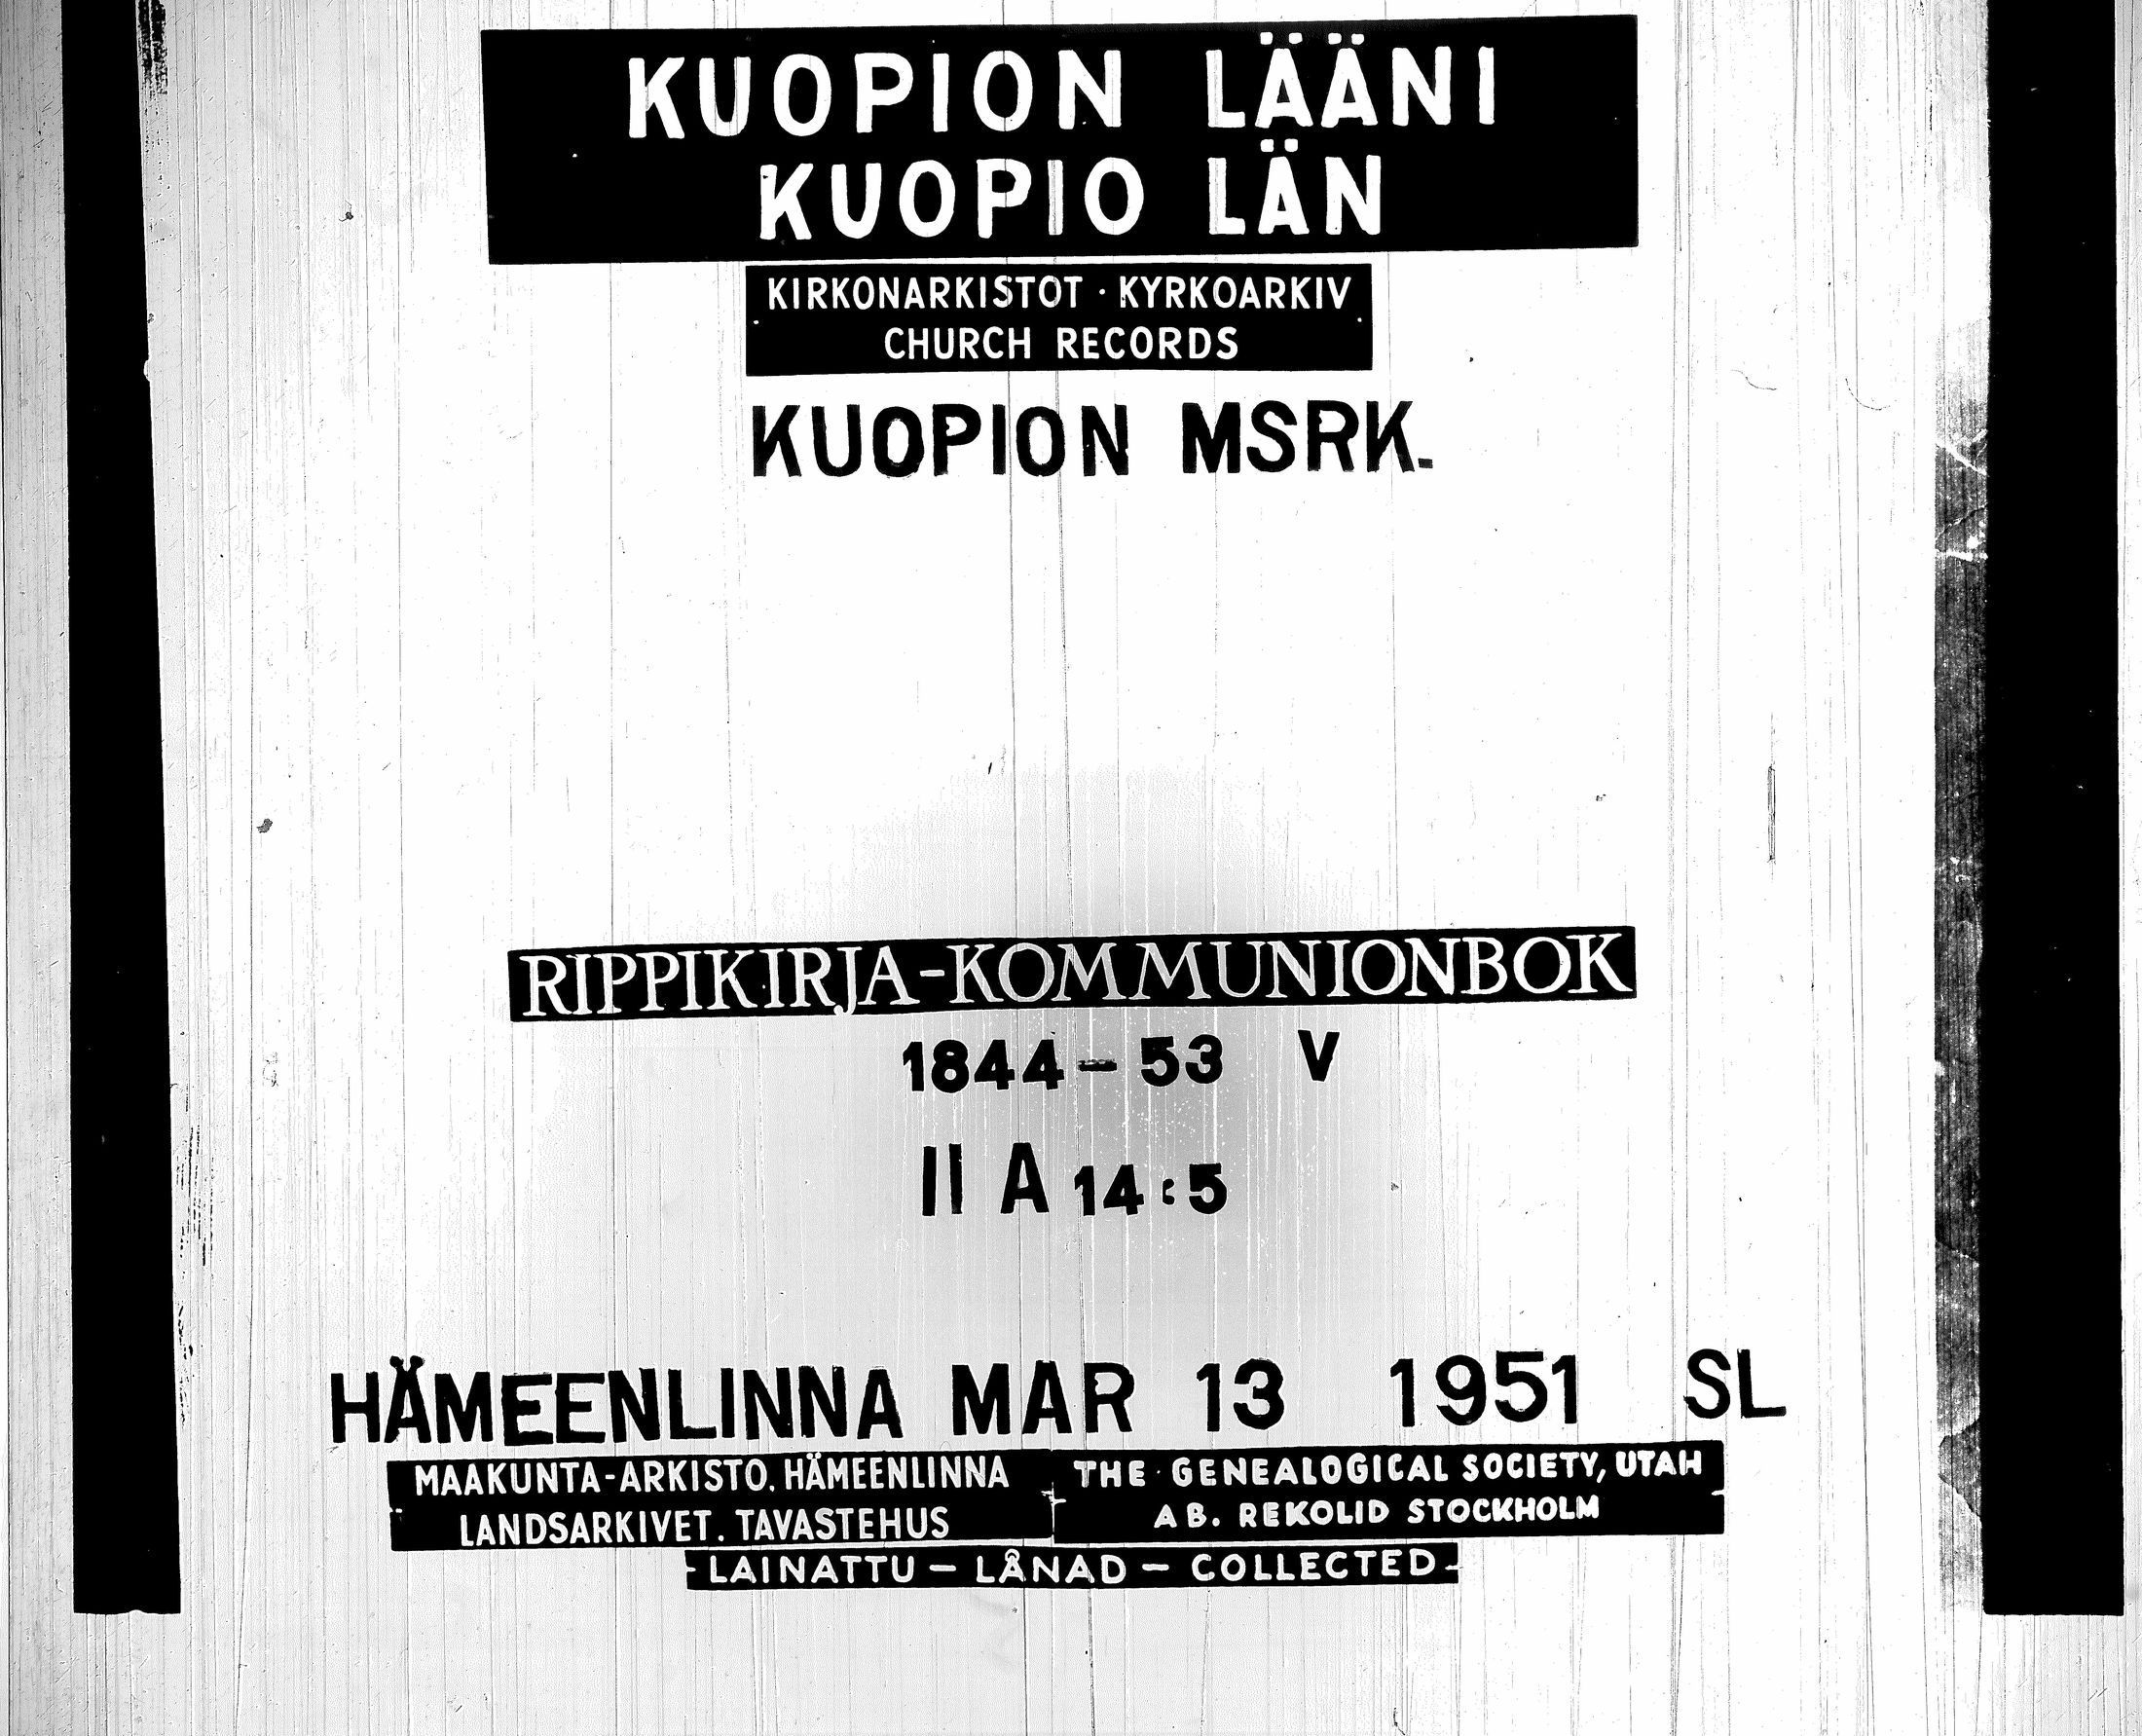 KUOPION LÄÄNI
KUOPIO LÄN
KIRKONARKISTOT · KYRKOARKIV
CHURCH RECORDS
KUOPION MSRK.
RIPPIKIRJA-KOMMUNIONBOK
1844 - 53 V
II A 14:5
HÄMEENLINNA MAR 13 1951 SL
MAAKUNTA-ARKISTO. HÄMEENLINNA
LANDSARKIVET. TAVASTEHUS
THE GENEALOGICAL SOCIETY, UTAH
AB. REKOLID STOCKHOLM
LAINATTU - LÅNAD - COLLECTED